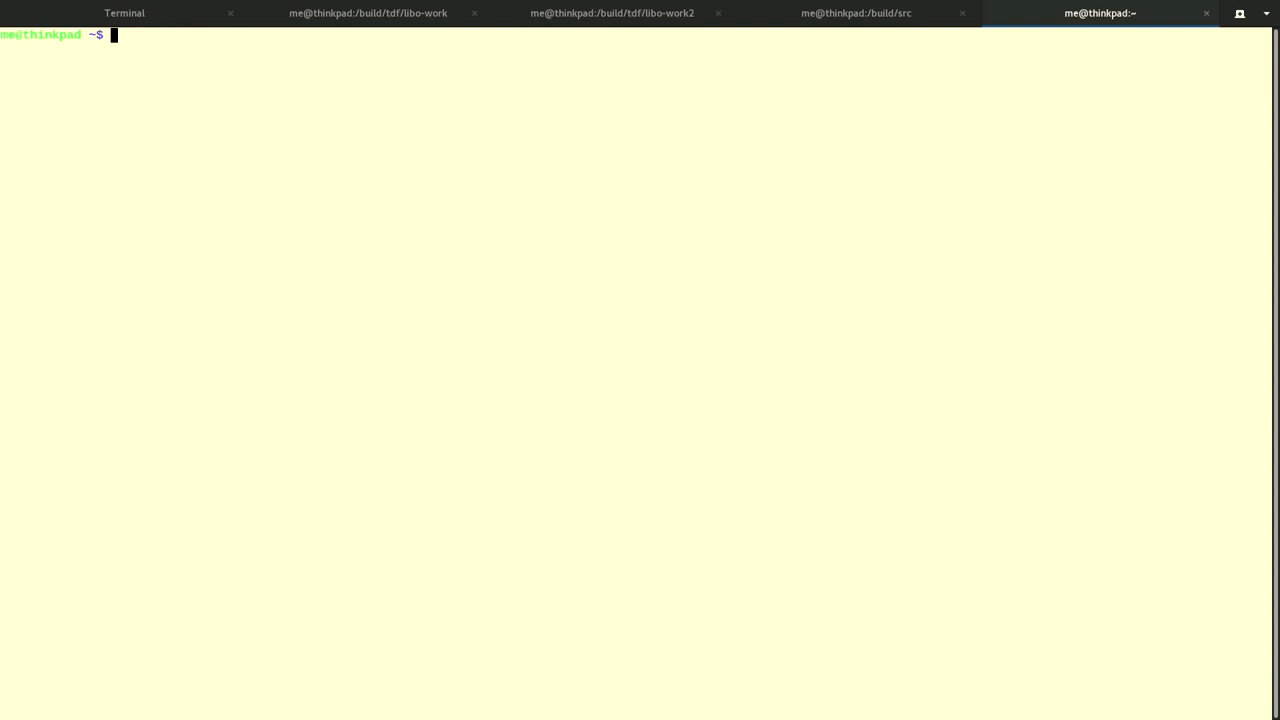 Terminal
me@thinkpad:/build/tdf/libo-work
me@thinkpad:/build/tdf/libo-work2
me@thinkpad:/build/src
me@thinkpad:~
me@thinkpad ~$